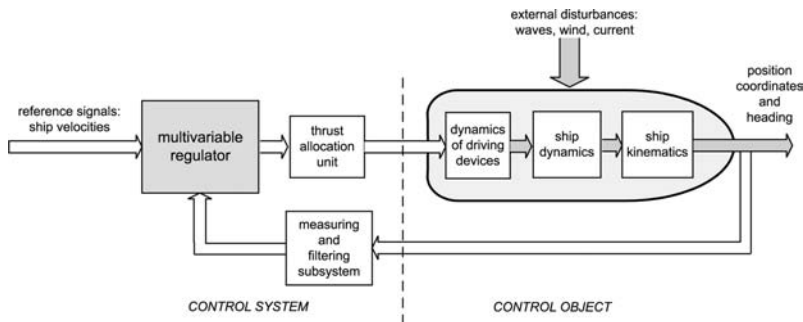 external disturbances:
waves, wind, current
position
coordinates
and
heading
reference signals:
ship velocities
multivariable
regulator
thrust
allocation
unit
dynamics
of driving
devices
ship
dynamics
ship
kinematics
measuring
and
filtering
subsystem
CONTROL SYSTEM
CONTROL OBJECT